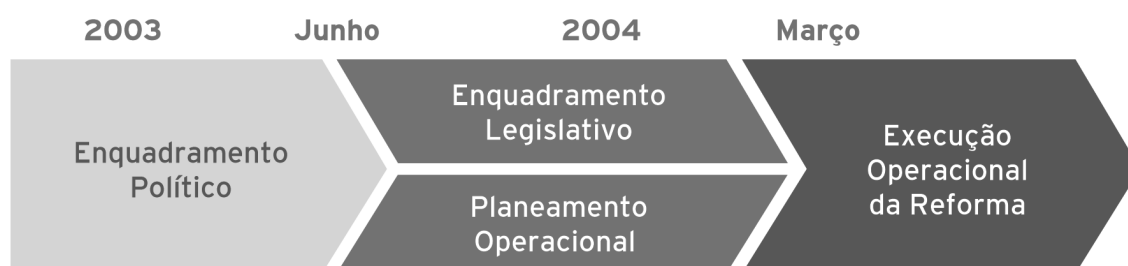 2003 Junho 2004 Março
Enquadramento
Político
Enquadramento
Legislativo
Planeamento
Operacional
Execução
Operacional
da Reforma